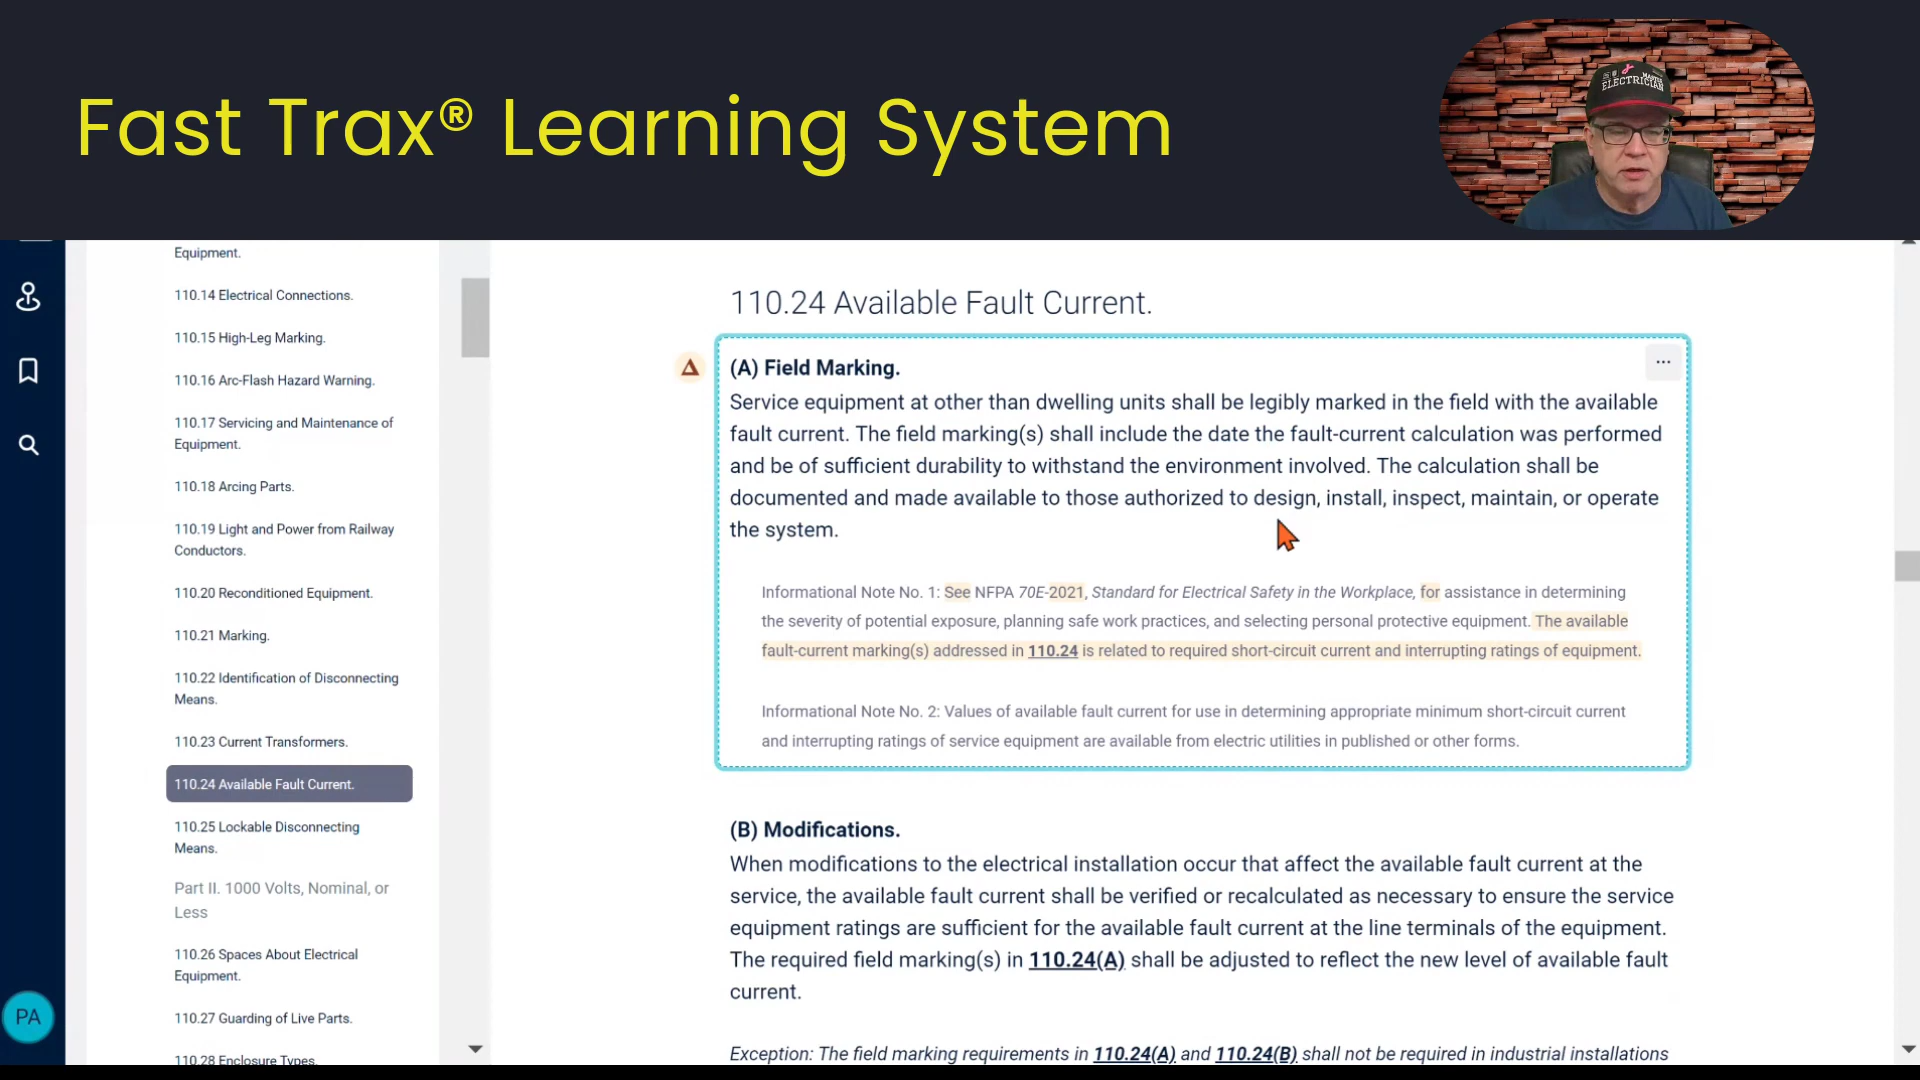 Fast Trax® Learning System
MASTER
ELECTRICIAN
Equipment.
110.14 Electrical Connections.
110.15 High-Leg Marking.
110.16 Arc-Flash Hazard Warning.
110.17 Servicing and Maintenance of
Equipment.
110.18 Arcing Parts.
110.19 Light and Power from Railway
Conductors.
110.20 Reconditioned Equipment.
110.21 Marking.
110.22 Identification of Disconnecting
Means.
110.23 Current Transformers.
110.24 Available Fault Current.
110.25 Lockable Disconnecting
Means.
Part II. 1000 Volts, Nominal, or
Less
110.26 Spaces About Electrical
Equipment.
110.27 Guarding of Live Parts.
110.28 Enclosure Types.
PA
110.24 Available Fault Current.
(A) Field Marking.
...
Service equipment at other than dwelling units shall be legibly marked in the field with the available
fault current. The field marking(s) shall include the date the fault-current calculation was performed
and be of sufficient durability to withstand the environment involved. The calculation shall be
documented and made available to those authorized to design, install, inspect, maintain, or operate
the system.
Informational Note No. 1: See NFPA 70E-2021, Standard for Electrical Safety in the Workplace, for assistance in determining
the severity of potential exposure, planning safe work practices, and selecting personal protective equipment. The available
fault-current marking(s) addressed in 110.24 is related to required short-circuit current and interrupting ratings of equipment.
Informational Note No. 2: Values of available fault current for use in determining appropriate minimum short-circuit current
and interrupting ratings of service equipment are available from electric utilities in published or other forms.
(B) Modifications.
When modifications to the electrical installation occur that affect the available fault current at the
service, the available fault current shall be verified or recalculated as necessary to ensure the service
equipment ratings are sufficient for the available fault current at the line terminals of the equipment.
The required field marking(s) in 110.24(A) shall be adjusted to reflect the new level of available fault
current.
Exception: The field marking requirements in 110.24(A) and 110.24(B) shall not be required in industrial installations